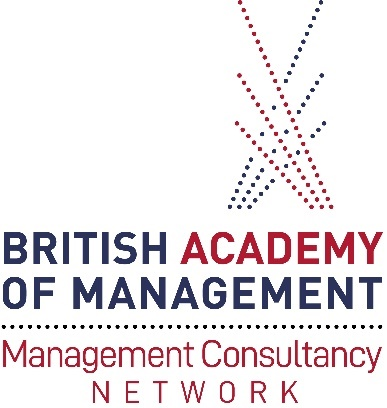 BRITISH ACADEMY
OF MANAGEMENT
Management Consultancy
NETWORK